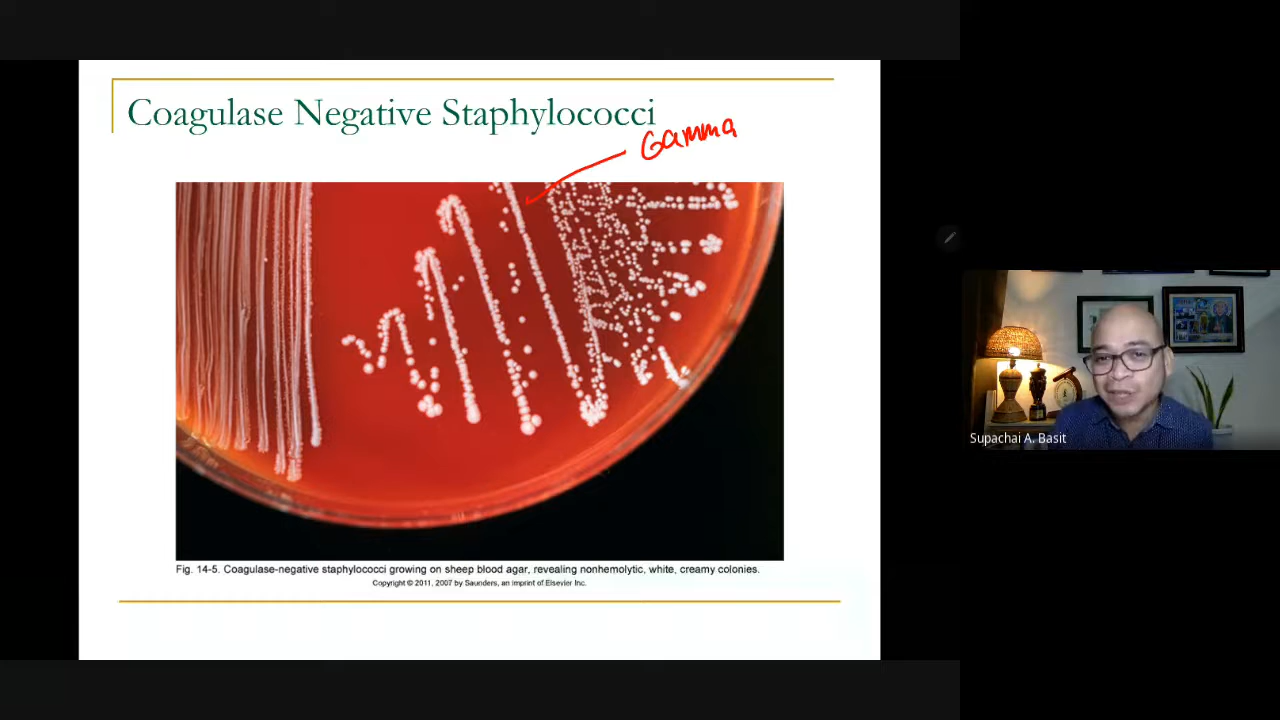 Coagulase Negative Staphylococci
Gamma
Fig. 14-5. Coagulase-negative staphylococci growing on sheep blood agar, revealing nonhemolytic, white, creamy colonies.
Copyright © 2011, 2007 by Saunders, an imprint of Elsevier Inc.
Supachai A. Basit